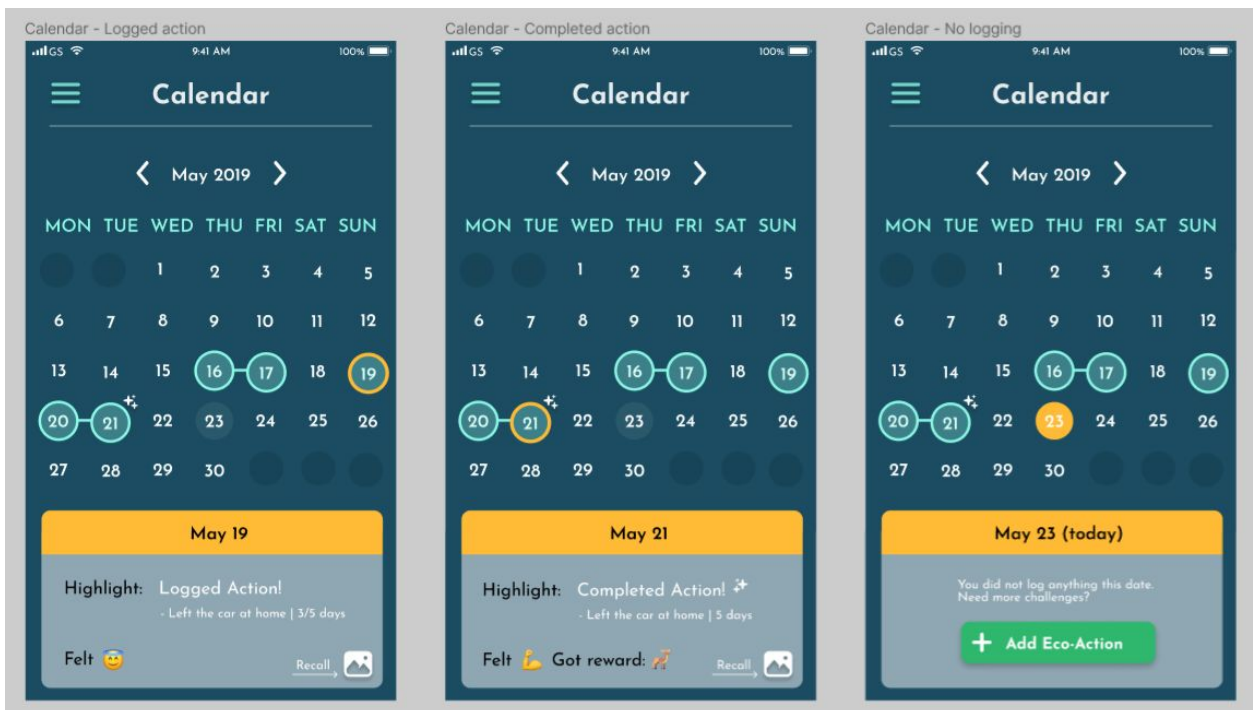 Calendar - Logged action
GS 9:41 AM 100%
Calendar
May 2019
MON TUE WED THU FRI SAT SUN
1 2 3 4 5
6 7 8 9 10 11 12
13 14 15 16 17 18 19
20 21 22 23 24 25 26
27 28 29 30
May 19
Highlight: Logged Action!
- Left the car at home | 3/5 days
Felt 😇 Recall
Calendar - Completed action
GS 9:41 AM 100%
Calendar
May 2019
MON TUE WED THU FRI SAT SUN
1 2 3 4 5
6 7 8 9 10 11 12
13 14 15 16 17 18 19
20 21 22 23 24 25 26
27 28 29 30
May 21
Highlight: Completed Action!
- Left the car at home | 5 days
Felt 💪 Got reward: 🦌 Recall
Calendar - No logging
GS 9:41 AM 100%
Calendar
May 2019
MON TUE WED THU FRI SAT SUN
1 2 3 4 5
6 7 8 9 10 11 12
13 14 15 16 17 18 19
20 21 22 23 24 25 26
27 28 29 30
May 23 (today)
You did not log anything this date.
Need more challenges?
+ Add Eco-Action